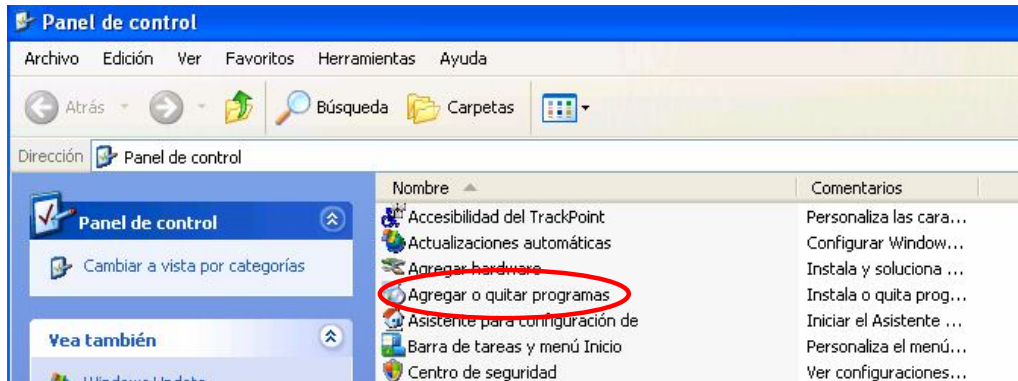 Panel de control
Archivo Edición Ver Favoritos Herramientas Ayuda
Atrás Búsqueda Carpetas
Dirección Panel de control
Nombre Comentarios
Panel de control
Cambiar a vista por categorías
Vea también
Windows Update
Accesibilidad del TrackPoint Personaliza las cara...
Actualizaciones automáticas Configurar Window...
Agregar hardware Instala y soluciona ...
Agregar o quitar programas Instala o quita prog...
Asistente para configuración de Iniciar el Asistente ...
Barra de tareas y menú Inicio Personaliza el menú...
Centro de seguridad Ver configuraciones...